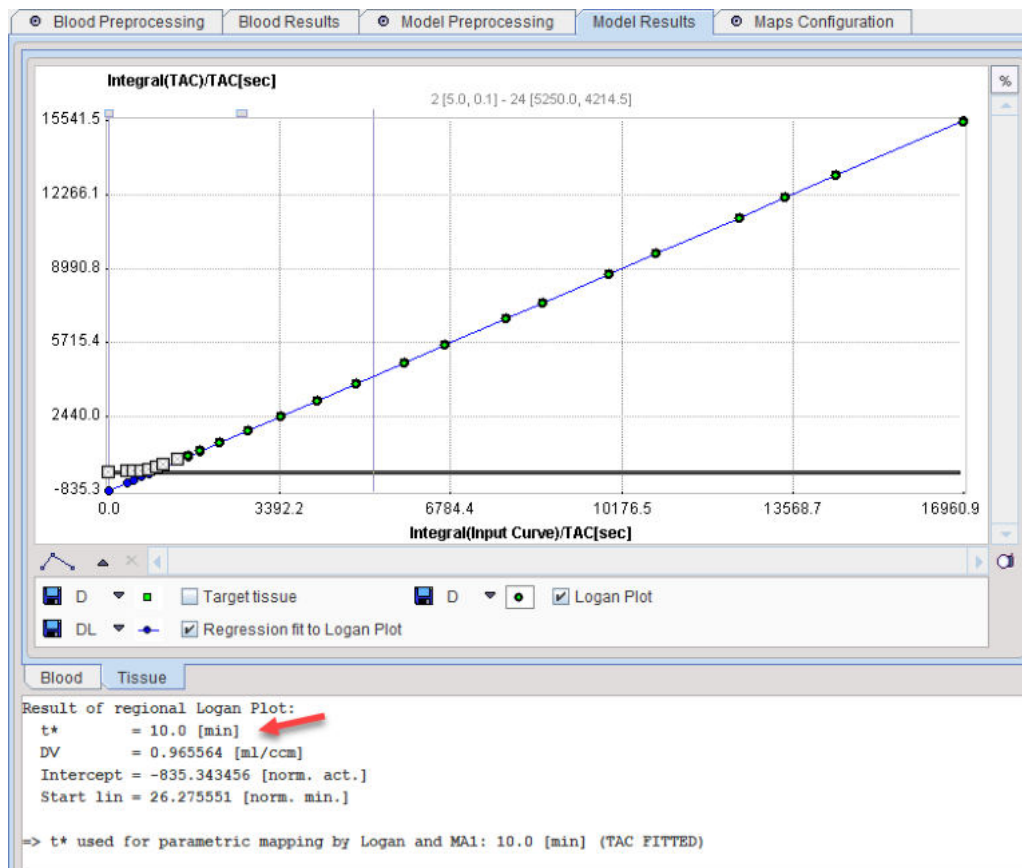 Blood Preprocessing Blood Results Model Preprocessing Model Results Maps Configuration
Integral(TAC)/TAC[sec]
%
2 [5.0, 0.1] - 24 [5250.0, 4214.5]
15541.5
12266.1
8990.8
5715.4
2440.0
-835.3
0.0 3392.2 6784.4 10176.5 13568.7 16960.9
Integral(Input Curve)/TAC[sec]
D Target tissue D Logan Plot
DL Regression fit to Logan Plot
Blood Tissue
Result of regional Logan Plot:
t* = 10.0 [min]
DV = 0.965564 [ml/ccm]
Intercept = -835.343456 [norm. act.]
Start lin = 26.275551 [norm. min.]
=> t* used for parametric mapping by Logan and MA1: 10.0 [min] (TAC FITTED)